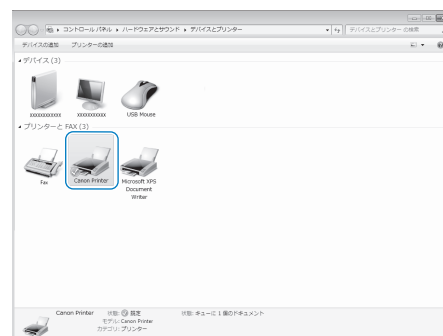 コントロール パネル ▸ ハードウェアとサウンド ▸ デバイスとプリンター
デバイスとプリンター の検索
デバイスの追加 プリンターの追加
デバイス (3)
XXXXXXXXXXX XXXXXXXXXXX USB Mouse
プリンターと FAX (3)
Fax Canon Printer Microsoft XPS
Document
Writer
Canon Printer 状態: 既定 状態: キューに 1 個のドキュメント
モデル: Canon Printer
カテゴリ: プリンター